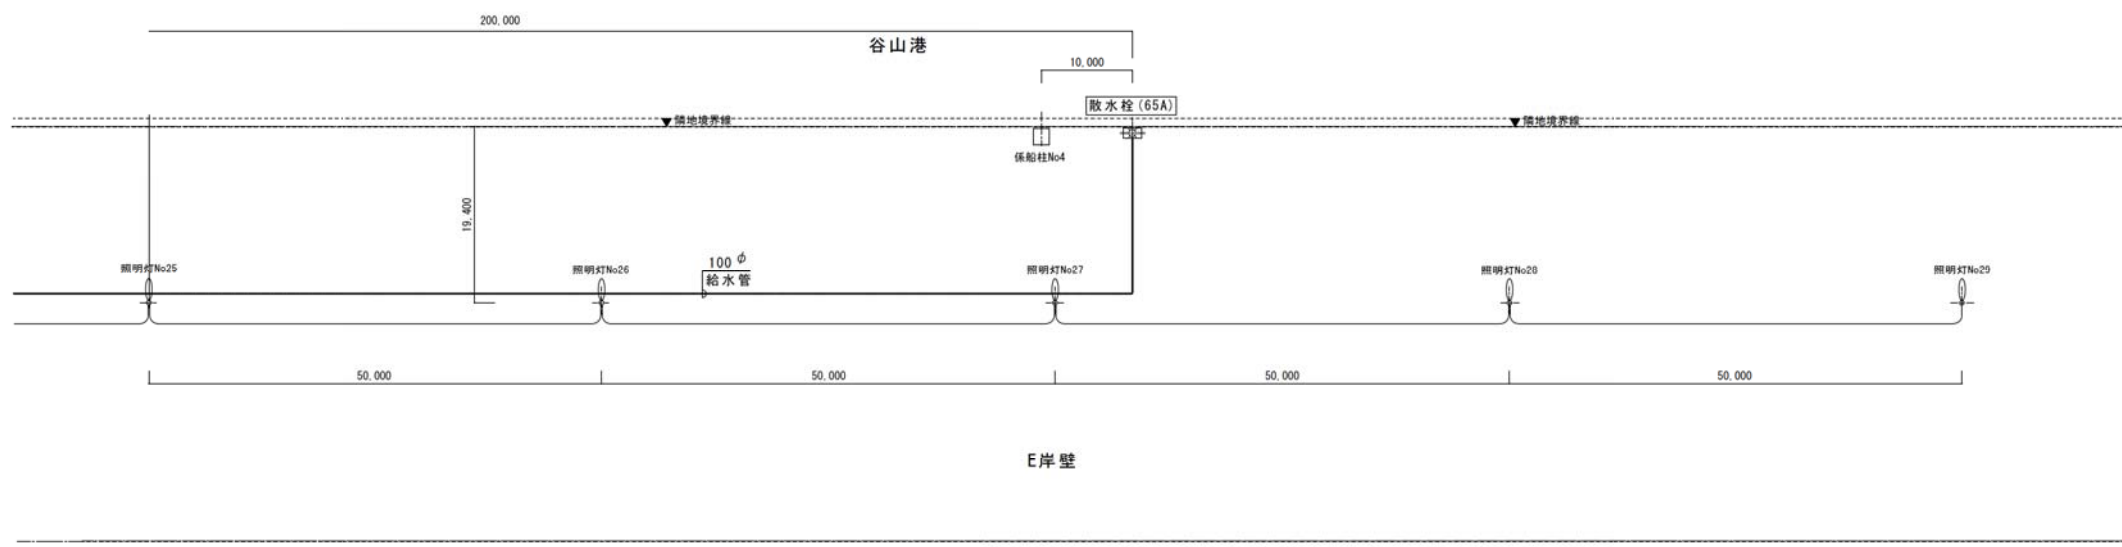 200,000
谷山港
10,000
散水栓(65A)
隣地境界線
隣地境界線
係船柱No4
19,400
100 φ
給水管
照明灯No25
照明灯No26
照明灯No27
照明灯No28
照明灯No29
50,000
50,000
50,000
50,000
E岸壁